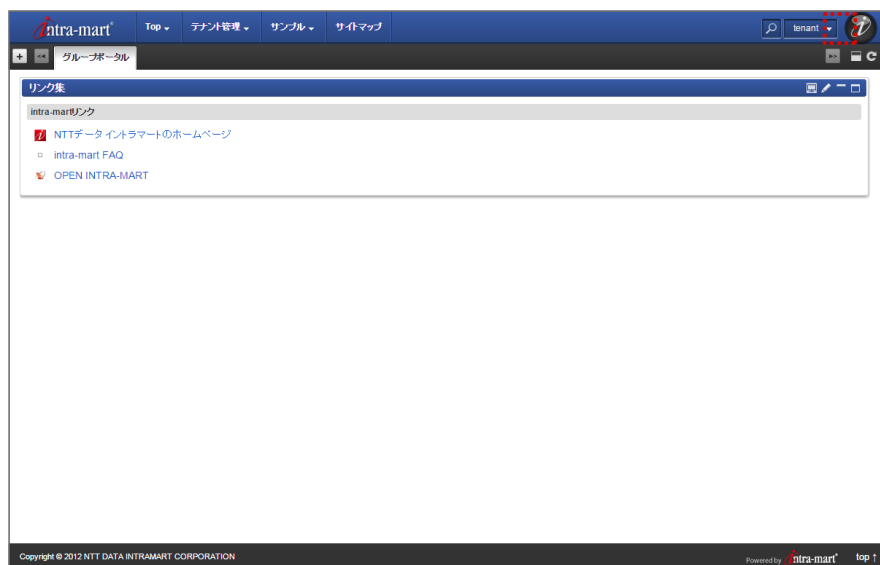 intra-mart® Top テナント管理 サンプル サイトマップ tenant
グループポータル
リンク集
intra-martリンク
NTTデータ イントラマートのホームページ
intra-mart FAQ
OPEN INTRA-MART
Copyright © 2012 NTT DATA INTRAMART CORPORATION Powered by intra-mart® top ↑